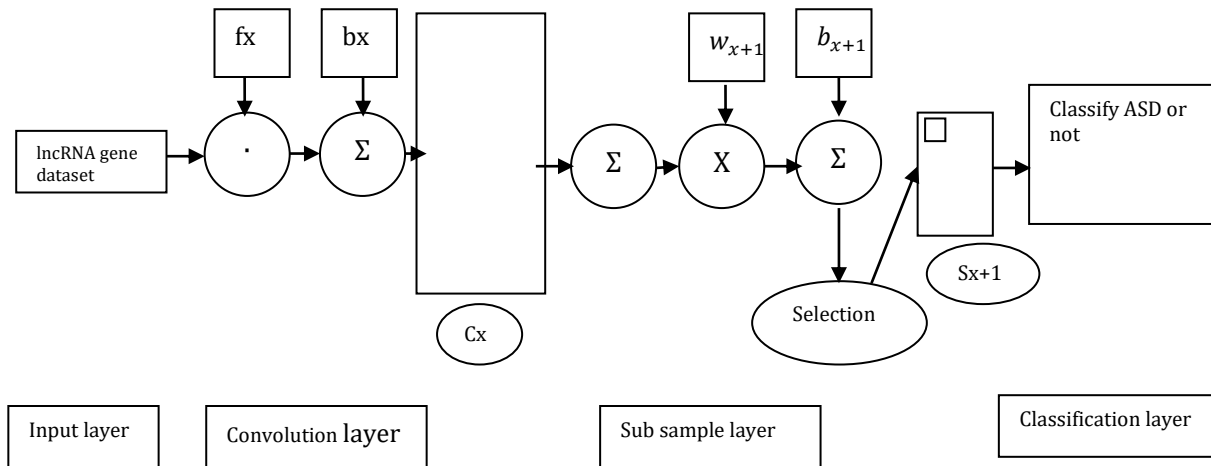 fx
bx
w_{x+1}
b_{x+1}
lncRNA gene
dataset
·
Σ
Σ
X
Σ
Classify ASD or
not
Cx
Selection
Sx+1
Input layer
Convolution layer
Sub sample layer
Classification layer